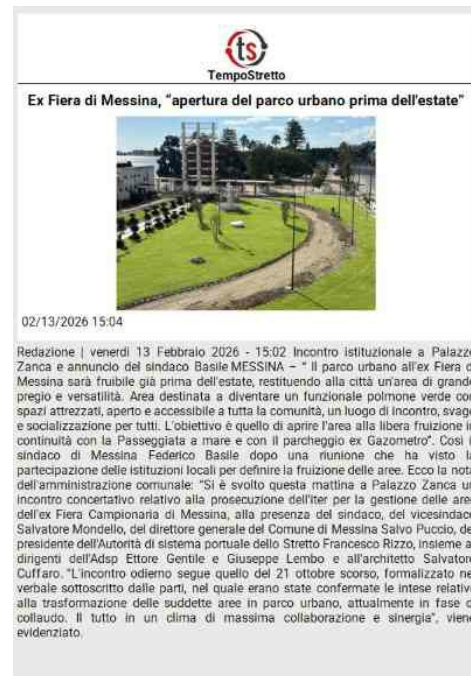 ts
TempoStretto
Ex Fiera di Messina, “apertura del parco urbano prima dell'estate”
02/13/2026 15:04
Redazione | venerdì 13 Febbraio 2026 - 15:02 Incontro istituzionale a Palazzo
Zanca e annuncio del sindaco Basile MESSINA – “ Il parco urbano all'ex Fiera d
Messina sarà fruibile già prima dell'estate, restituendo alla città un'area di grande
pregio e versatilità. Area destinata a diventare un funzionale polmone verde con
spazi attrezzati, aperto e accessibile a tutta la comunità, un luogo di incontro, svago
e socializzazione per tutti. L'obiettivo è quello di aprire l'area alla libera fruizione in
continuità con la Passeggiata a mare e con il parcheggio ex Gazometro”. Così i
sindaco di Messina Federico Basile dopo una riunione che ha visto la
partecipazione delle istituzioni locali per definire la fruizione delle aree. Ecco la nota
dell'amministrazione comunale: “Si è svolto questa mattina a Palazzo Zanca un
incontro concertativo relativo alla prosecuzione dell'iter per la gestione delle aree
dell'ex Fiera Campionaria di Messina, alla presenza del sindaco, del vicesindaco
Salvatore Mondello, del direttore generale del Comune di Messina Salvo Puccio, de
presidente dell'Autorità di sistema portuale dello Stretto Francesco Rizzo, insieme a
dirigenti dell'Adsp Ettore Gentile e Giuseppe Lembo e all'architetto Salvatore
Cuffaro. “L'incontro odierno segue quello del 21 ottobre scorso, formalizzato ne
verbale sottoscritto dalle parti, nel quale erano state confermate le intese relative
alla trasformazione delle suddette aree in parco urbano, attualmente in fase d
collaudo. Il tutto in un clima di massima collaborazione e sinergia”, viene
evidenziato.